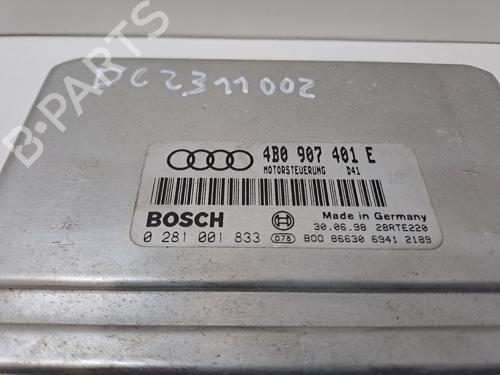 B-PARTS
DC2311002
4B0 907 401 E
MOTORSTEUERUNG D41
BOSCH
Made in Germany
30.06.98 28RTE220
0 281 001 833 078 BOO 86630 6941 2189